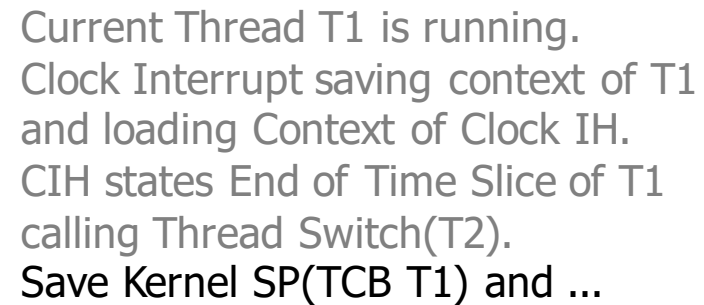 Current Thread T1 is running.
Clock Interrupt saving context of T1
and loading Context of Clock IH.
CIH states End of Time Slice of T1
calling Thread Switch(T2).
Save Kernel SP(TCB T1) and ...